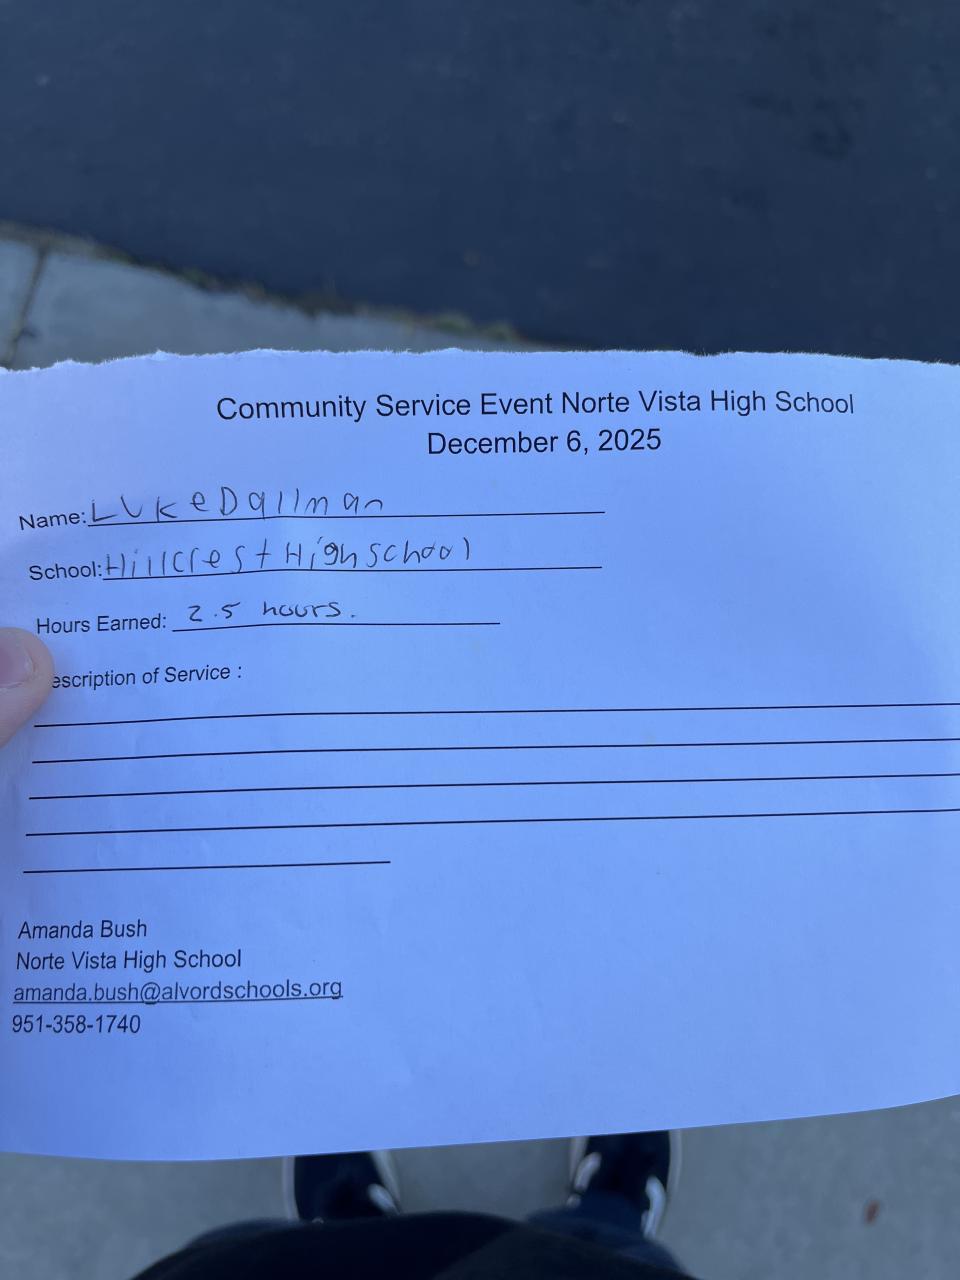 Community Service Event Norte Vista High School
December 6, 2025
Name: Luke Dallman
School: Hillcrest High school
Hours Earned: 2.5 hours.
escription of Service :
Amanda Bush
Norte Vista High School
amanda.bush@alvordschools.org
951-358-1740